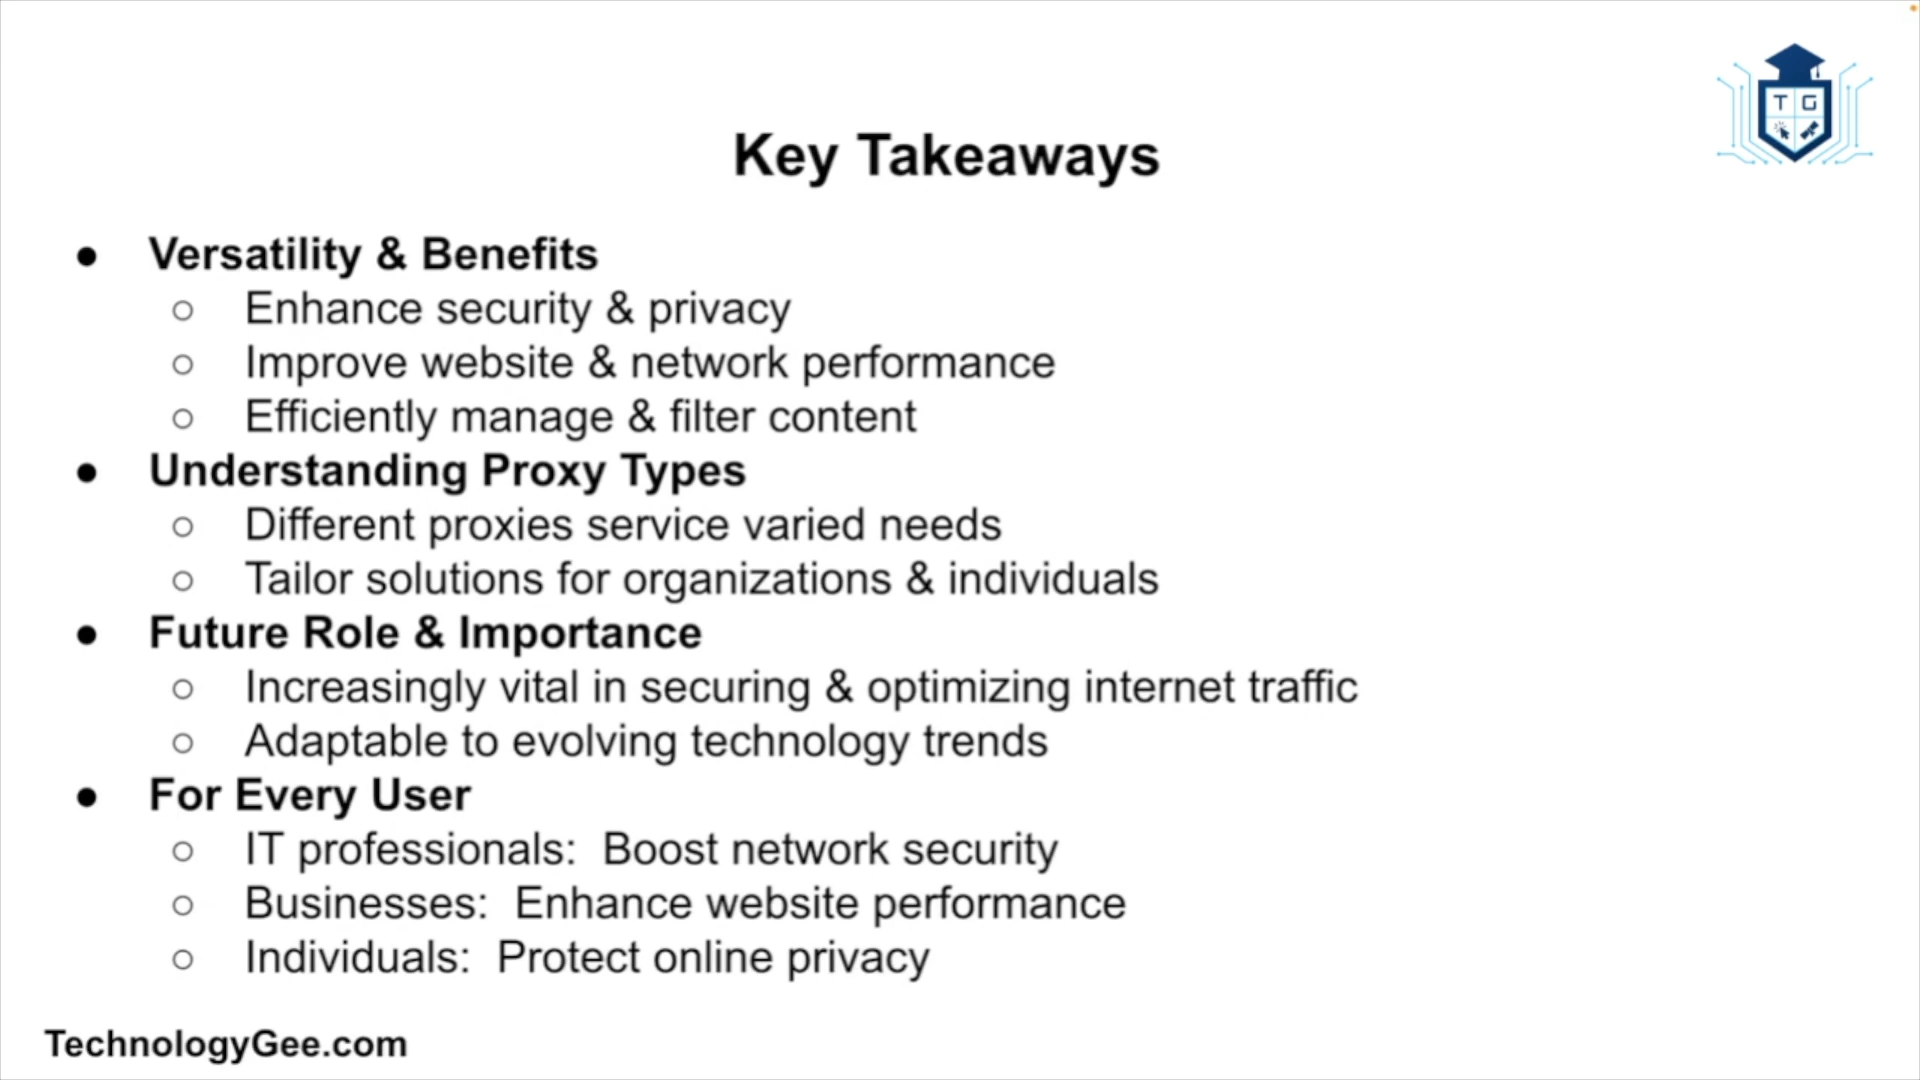 T G
Key Takeaways
● Versatility & Benefits
○ Enhance security & privacy
○ Improve website & network performance
○ Efficiently manage & filter content
● Understanding Proxy Types
○ Different proxies service varied needs
○ Tailor solutions for organizations & individuals
● Future Role & Importance
○ Increasingly vital in securing & optimizing internet traffic
○ Adaptable to evolving technology trends
● For Every User
○ IT professionals:  Boost network security
○ Businesses:  Enhance website performance
○ Individuals:  Protect online privacy
TechnologyGee.com